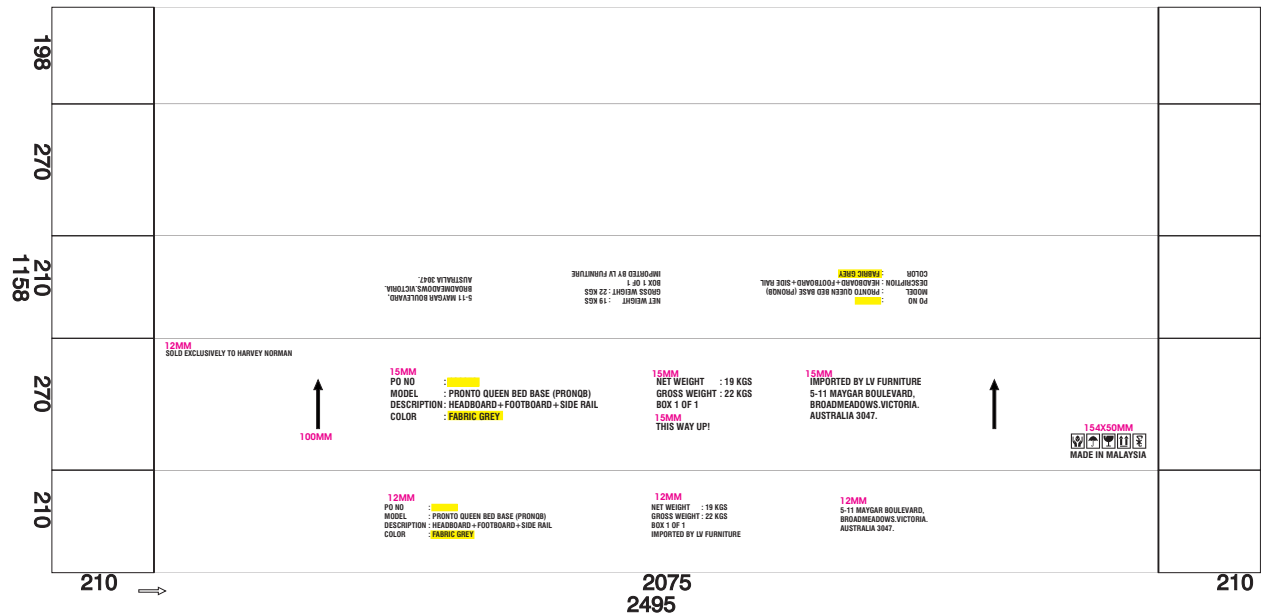 198
270
210
1158
270
210
5-11 MAYGAR BOULEVARD,
BROADMEADOWS.VICTORIA.
AUSTRALIA 3047.
NET WEIGHT : 19 KGS
GROSS WEIGHT : 22 KGS
BOX 1 OF 1
IMPORTED BY LV FURNITURE
PO NO :
MODEL : PRONTO QUEEN BED BASE (PRONQB)
DESCRIPTION : HEADBOARD+FOOTBOARD+SIDE RAIL
COLOR : FABRIC GREY
12MM
SOLD EXCLUSIVELY TO HARVEY NORMAN
100MM
15MM
PO NO :
MODEL : PRONTO QUEEN BED BASE (PRONQB)
DESCRIPTION : HEADBOARD+FOOTBOARD+SIDE RAIL
COLOR : FABRIC GREY
15MM
NET WEIGHT : 19 KGS
GROSS WEIGHT : 22 KGS
BOX 1 OF 1
15MM
THIS WAY UP!
15MM
IMPORTED BY LV FURNITURE
5-11 MAYGAR BOULEVARD,
BROADMEADOWS.VICTORIA.
AUSTRALIA 3047.
154X50MM
MADE IN MALAYSIA
12MM
PO NO :
MODEL : PRONTO QUEEN BED BASE (PRONQB)
DESCRIPTION : HEADBOARD+FOOTBOARD+SIDE RAIL
COLOR : FABRIC GREY
12MM
NET WEIGHT : 19 KGS
GROSS WEIGHT : 22 KGS
BOX 1 OF 1
IMPORTED BY LV FURNITURE
12MM
5-11 MAYGAR BOULEVARD,
BROADMEADOWS.VICTORIA.
AUSTRALIA 3047.
210
2075
210
2495